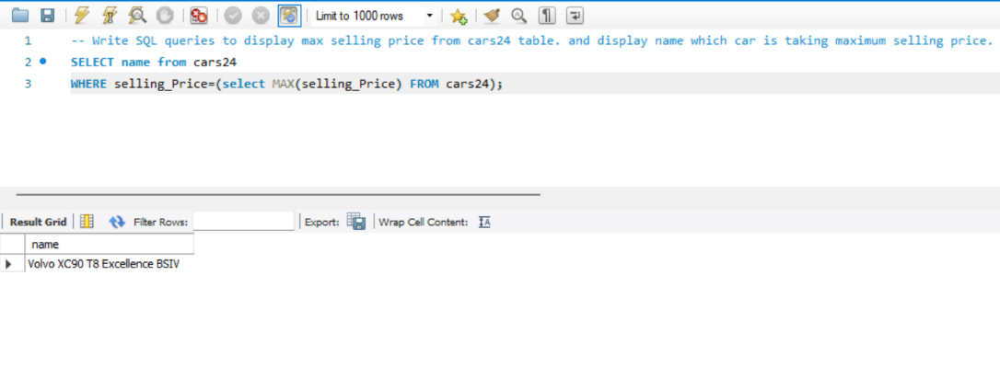 Limit to 1000 rows
1 -- Write SQL queries to display max selling price from cars24 table. and display name which car is taking maximum selling price.
2 SELECT name from cars24
3 WHERE selling_Price=(select MAX(selling_Price) FROM cars24);
Result Grid Filter Rows: Export: Wrap Cell Content: IA
name
Volvo XC90 T8 Excellence BSIV